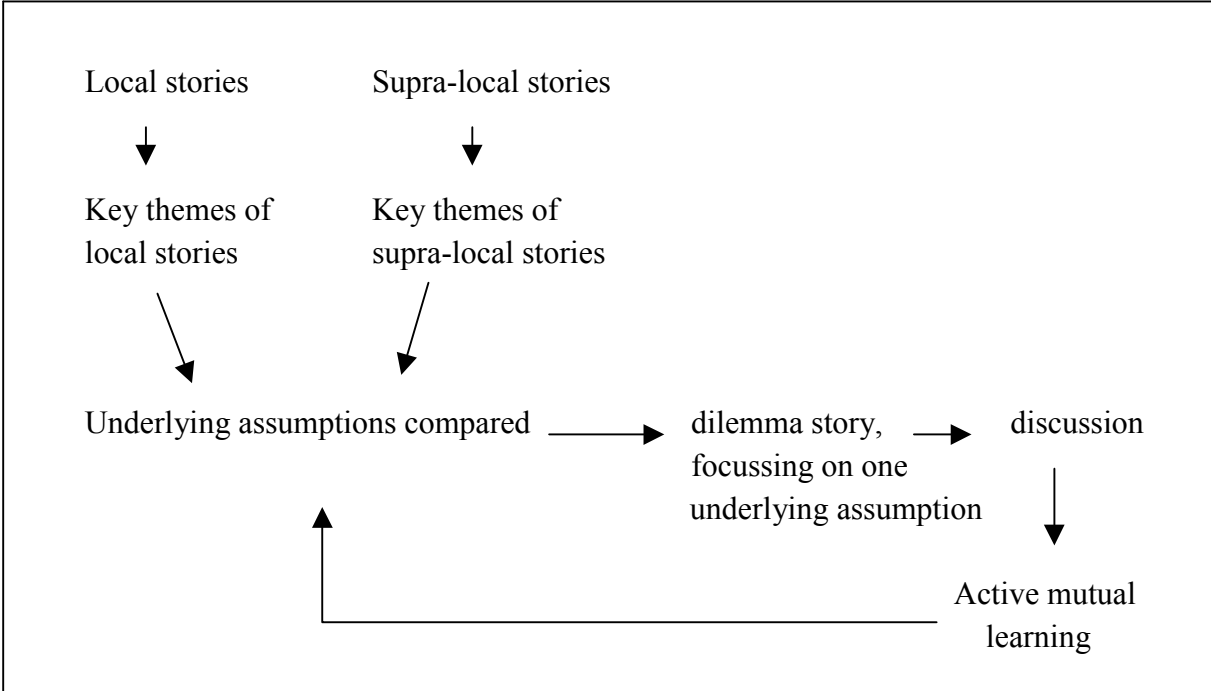 Local stories
Supra-local stories
Key themes of
local stories
Key themes of
supra-local stories
Underlying assumptions compared
dilemma story,
focussing on one
underlying assumption
discussion
Active mutual
learning